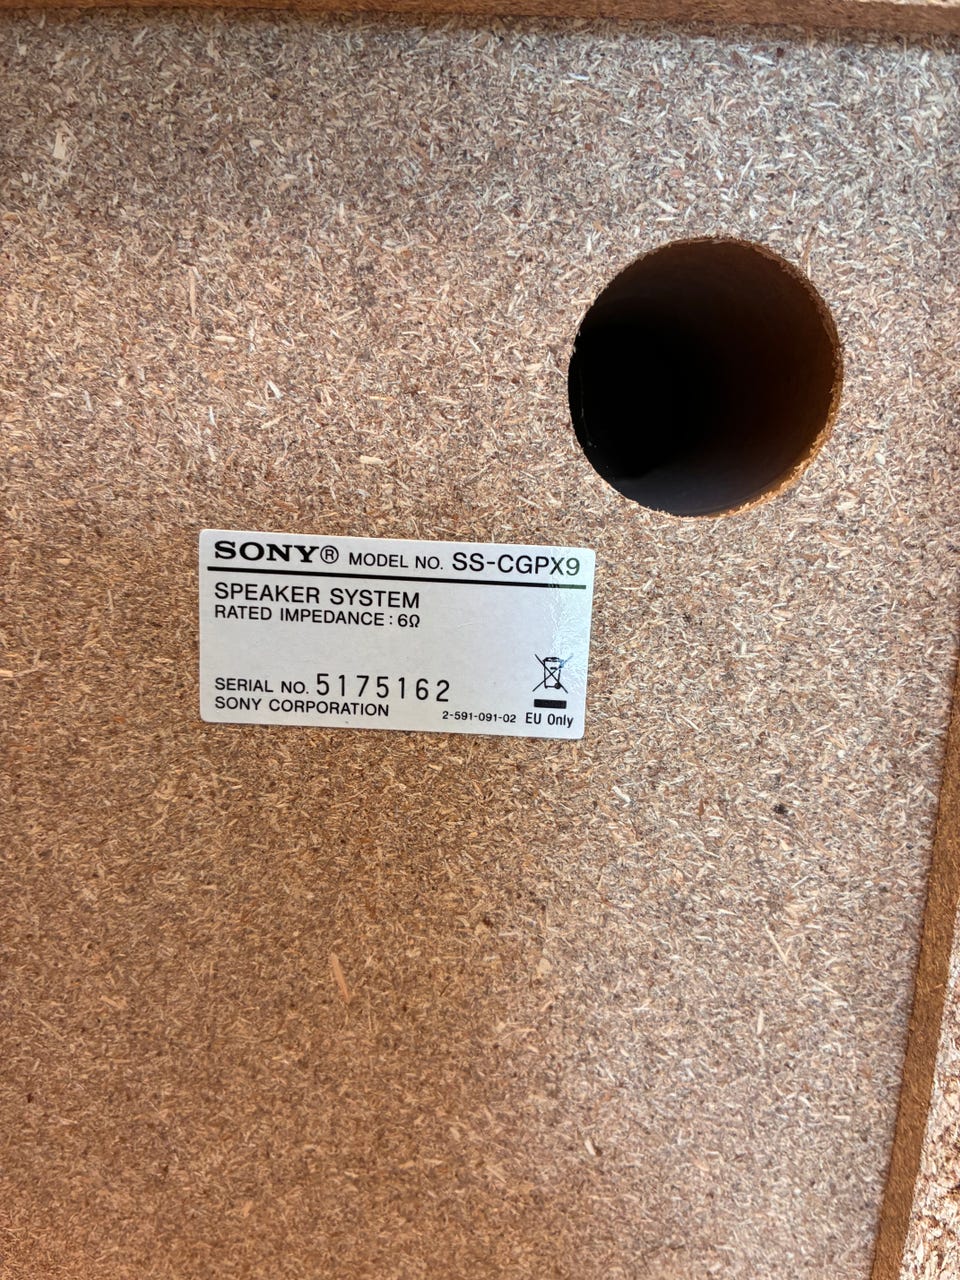 SONY® MODEL NO. SS-CGPX9
SPEAKER SYSTEM
RATED IMPEDANCE : 6Ω
SERIAL NO. 5175162
SONY CORPORATION 2-591-091-02 EU Only